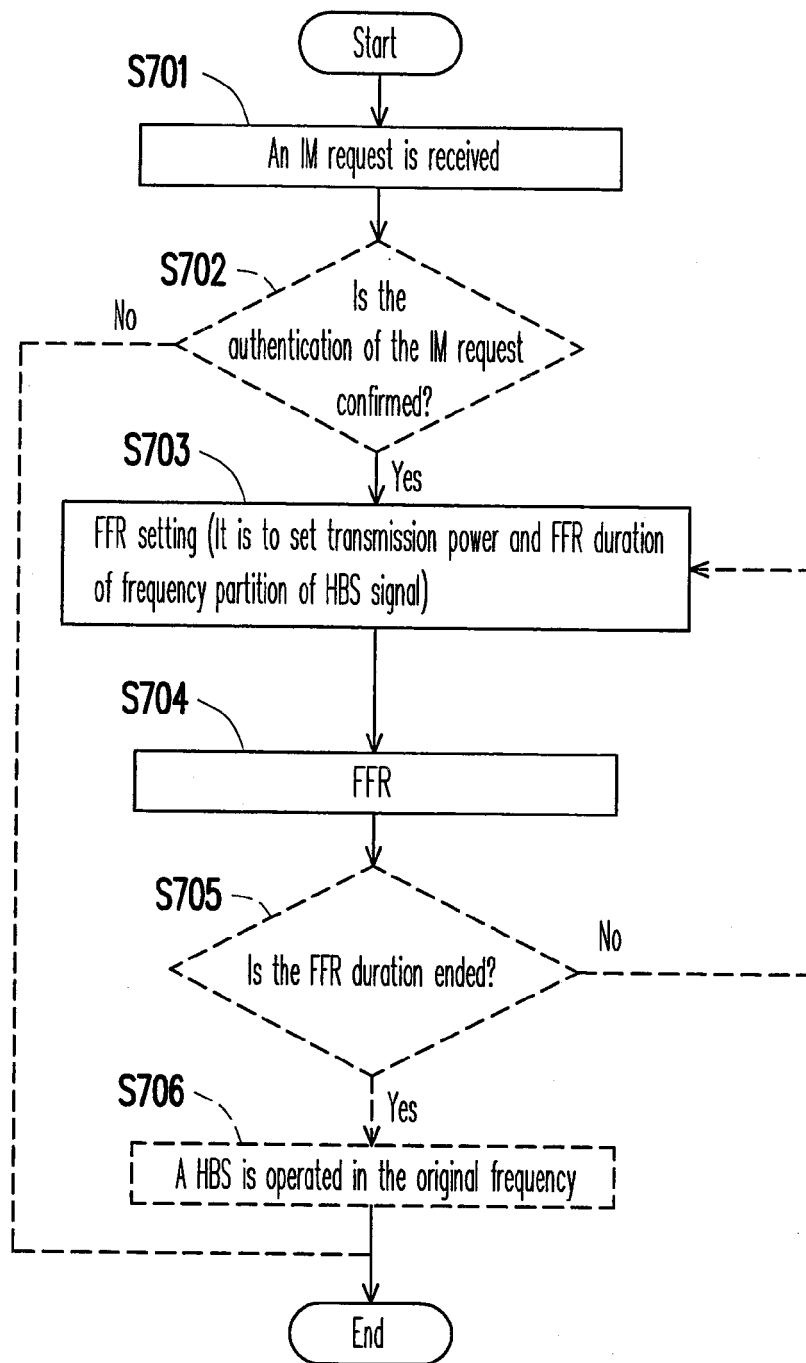 Start
S701
An IM request is received
S702
No
Is the
authentication of the IM request
confirmed?
S703
Yes
FFR setting (It is to set transmission power and FFR duration
of frequency partition of HBS signal)
S704
FFR
S705
No
Is the FFR duration ended?
S706
Yes
A HBS is operated in the original frequency
End